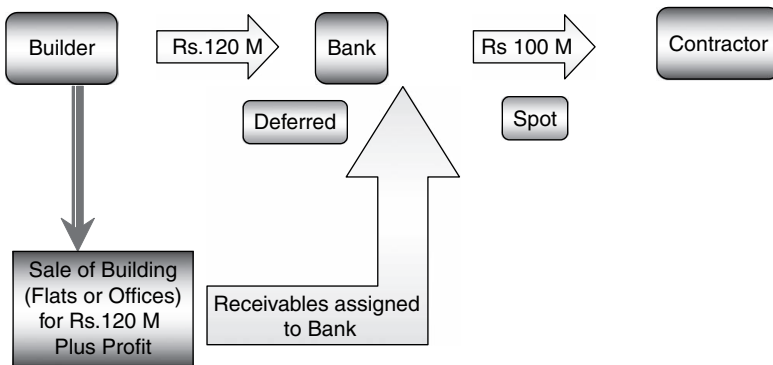 Builder
Rs.120 M
Bank
Rs 100 M
Contractor
Deferred
Spot
Sale of Building
(Flats or Offices)
for Rs.120 M
Plus Profit
Receivables assigned
to Bank